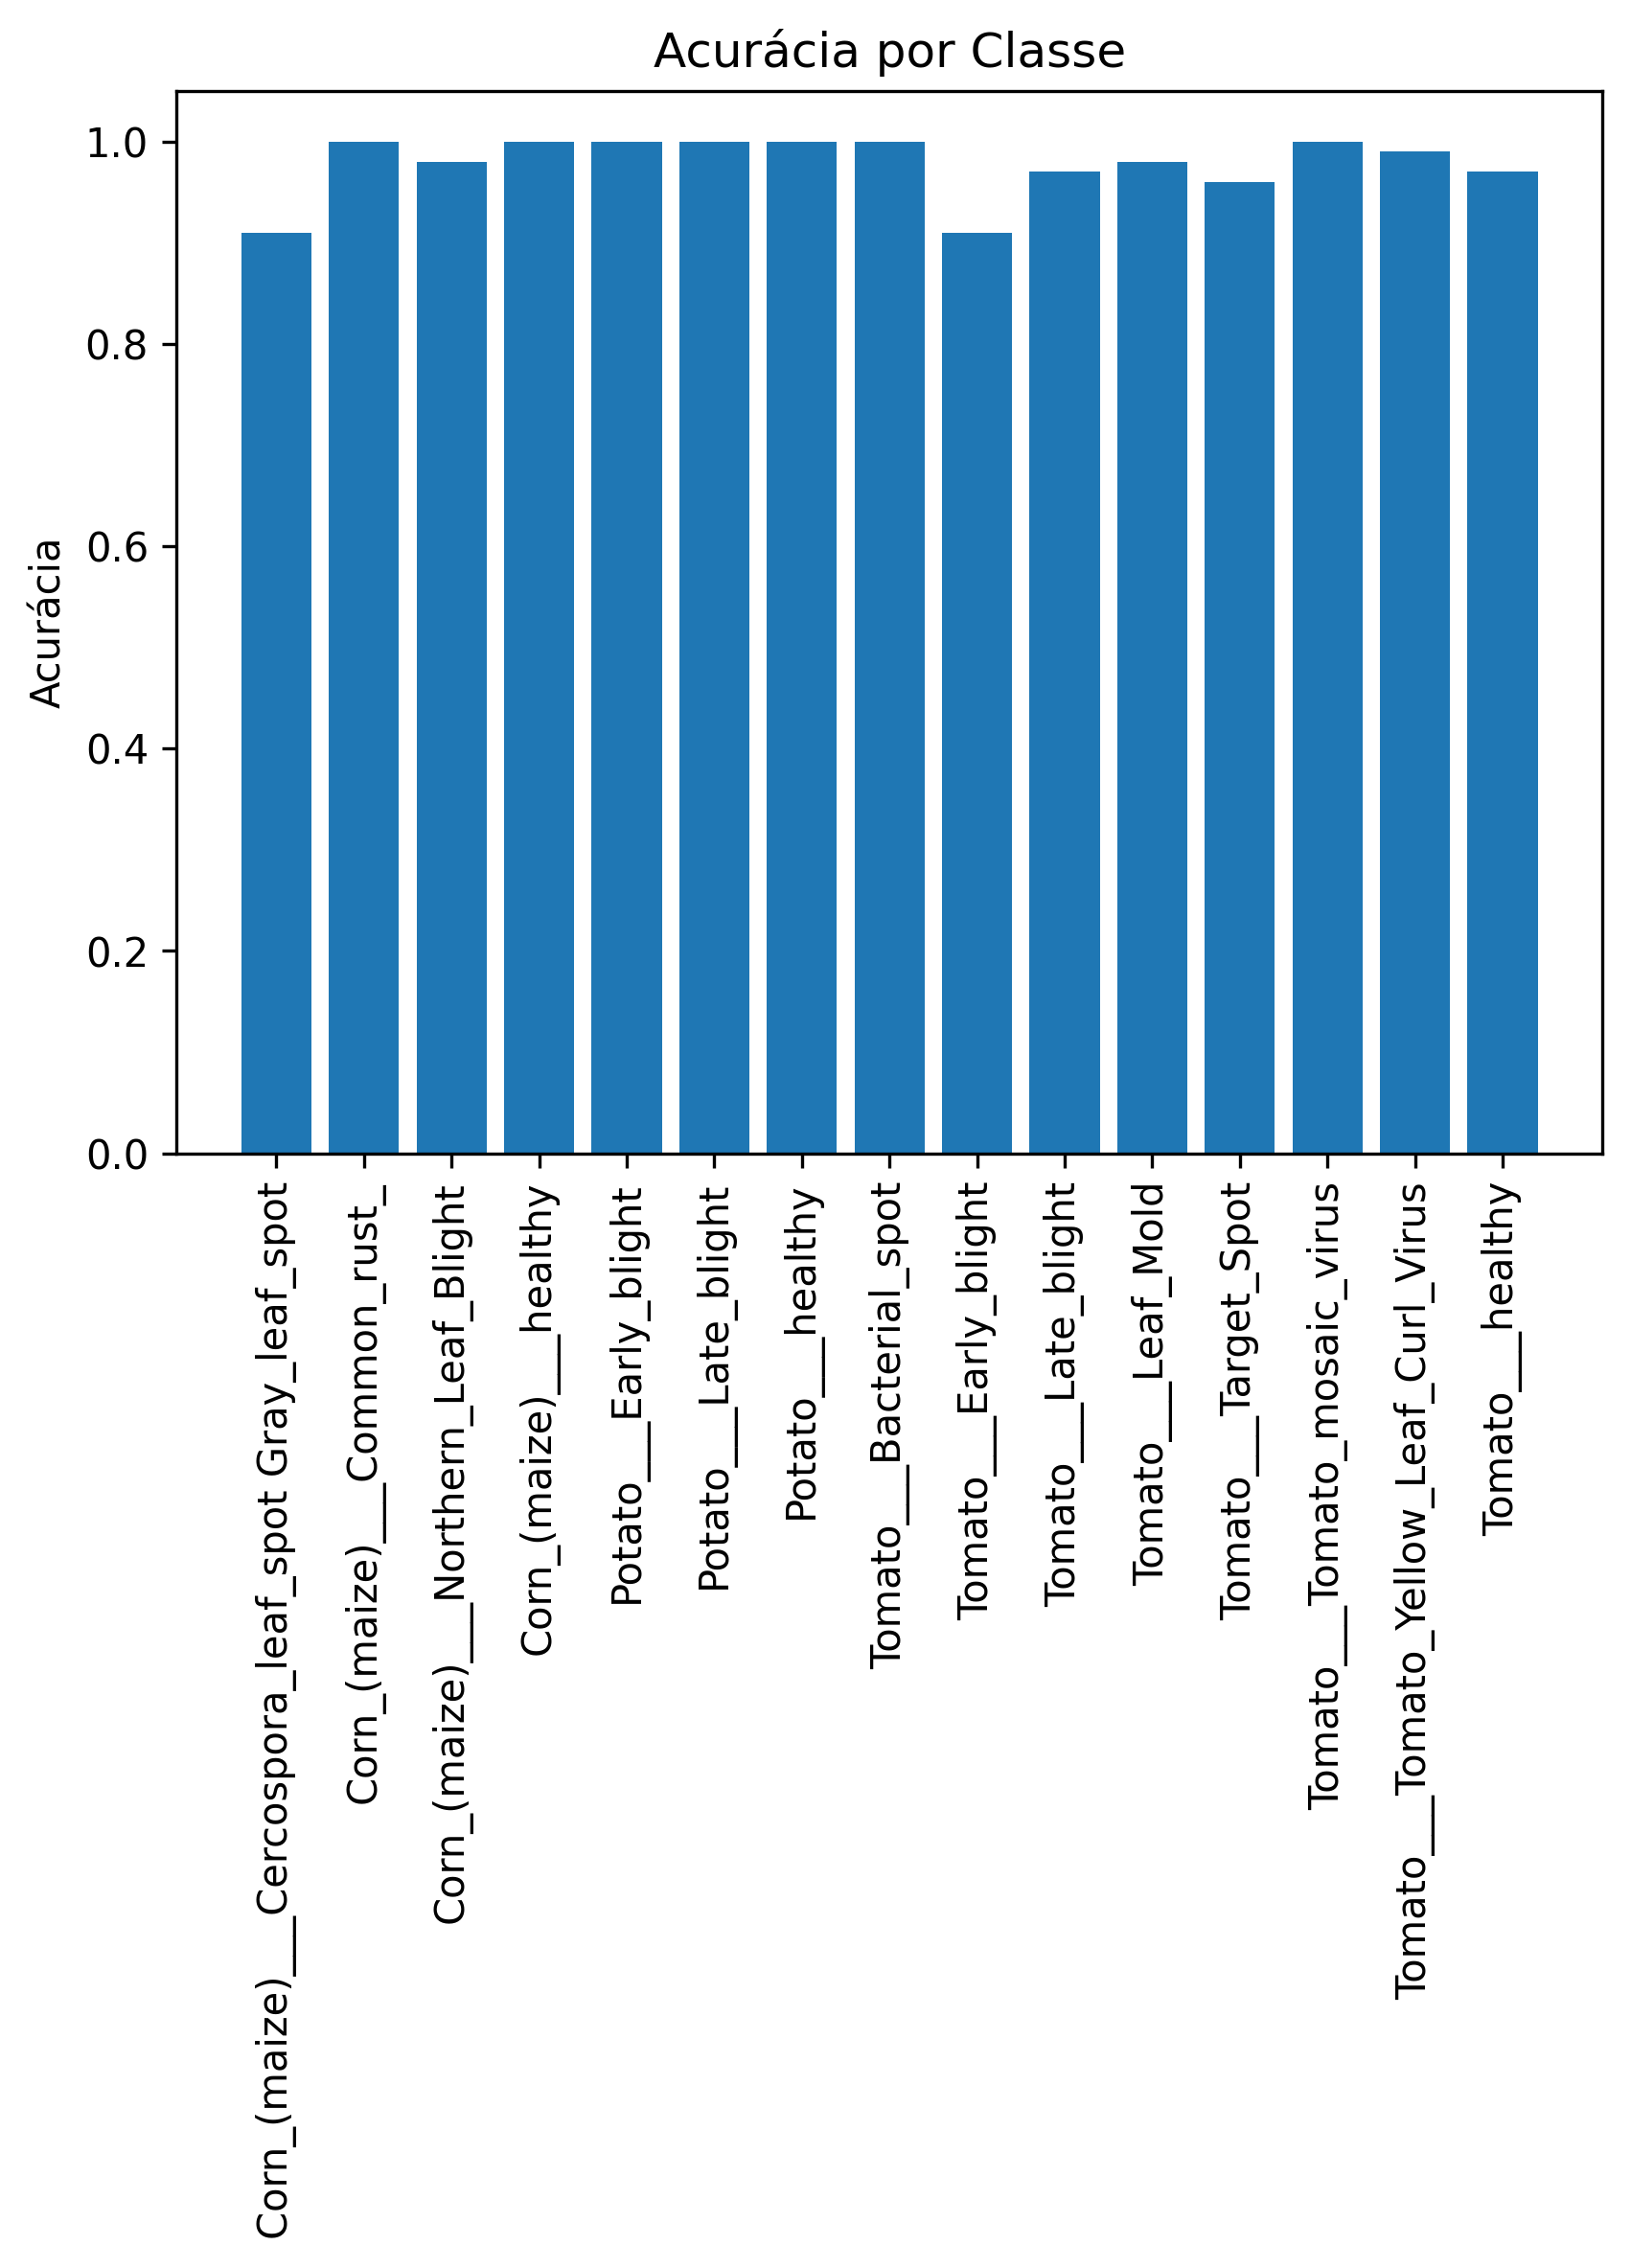 Acurácia por Classe
Acurácia
1.0
0.8
0.6
0.4
0.2
0.0
Corn_(maize)___Cercospora_leaf_spot Gray_leaf_spot
Corn_(maize)___Common_rust_
Corn_(maize)___Northern_Leaf_Blight
Corn_(maize)___healthy
Potato___Early_blight
Potato___Late_blight
Potato___healthy
Tomato___Bacterial_spot
Tomato___Early_blight
Tomato___Late_blight
Tomato___Leaf_Mold
Tomato___Target_Spot
Tomato___Tomato_mosaic_virus
Tomato___Tomato_Yellow_Leaf_Curl_Virus
Tomato___healthy